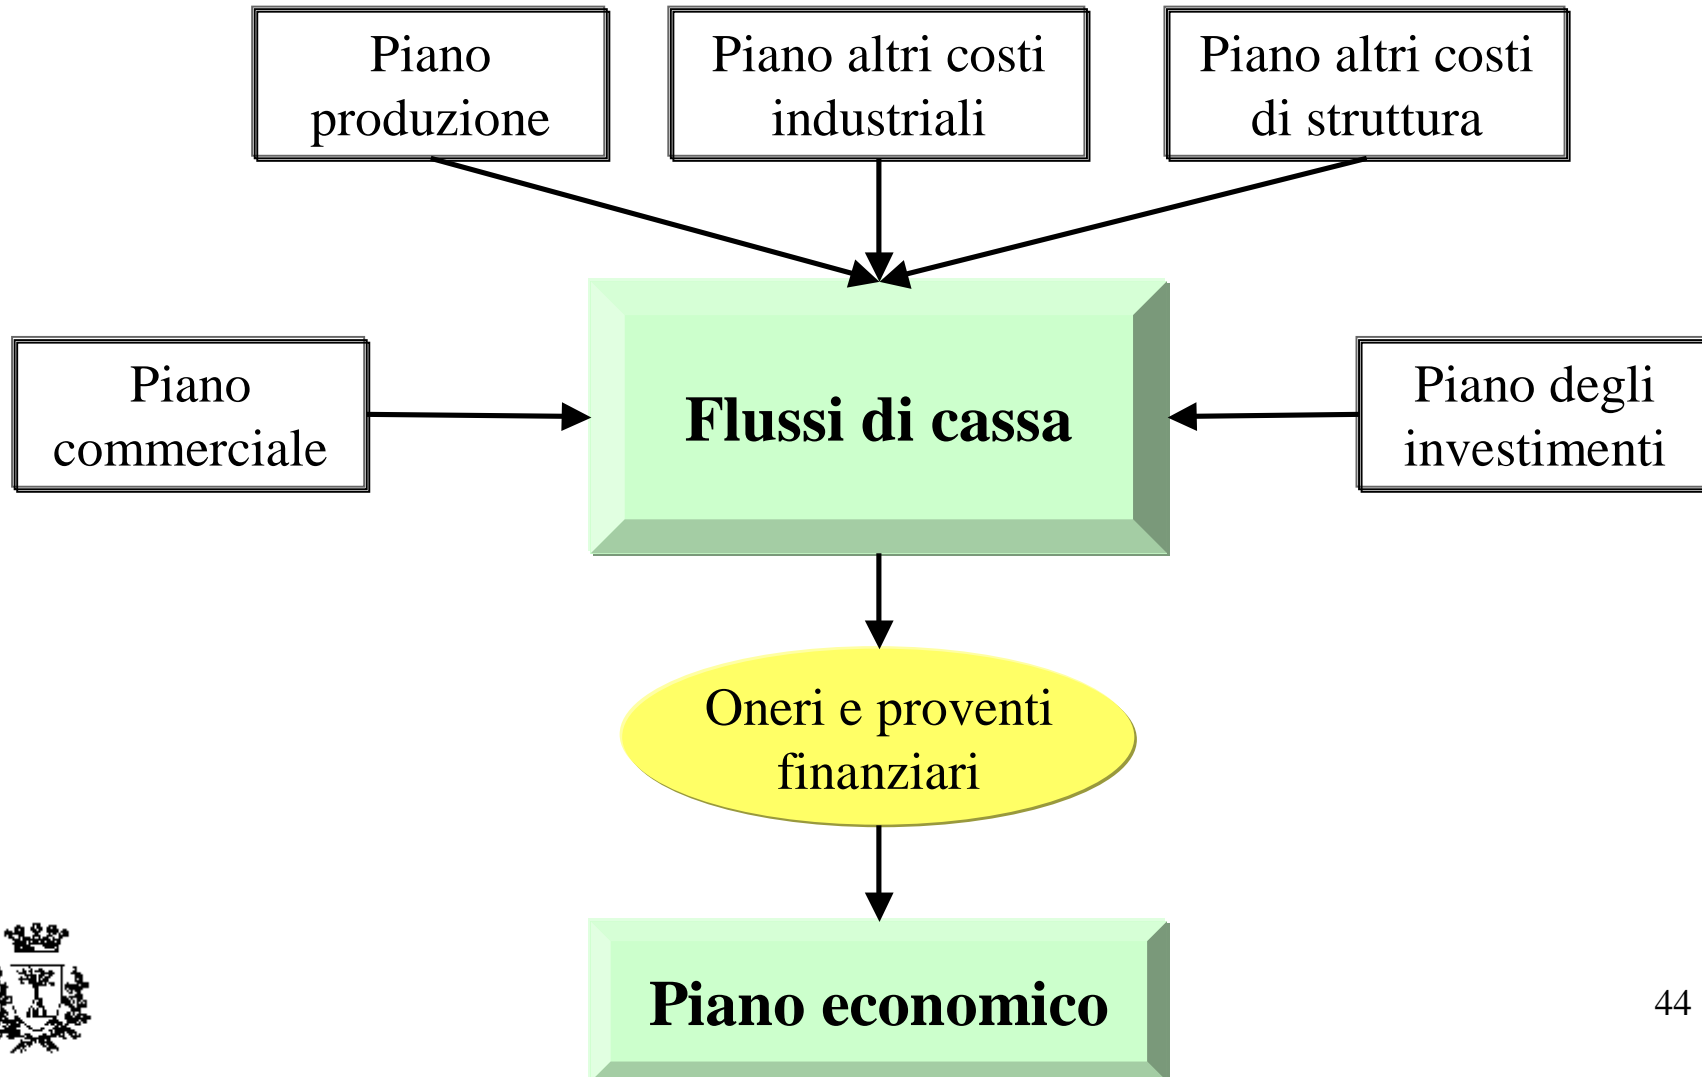 Piano
produzione
Piano altri costi
industriali
Piano altri costi
di struttura
Piano
commerciale
Flussi di cassa
Piano degli
investimenti
Oneri e proventi
finanziari
Piano economico
44